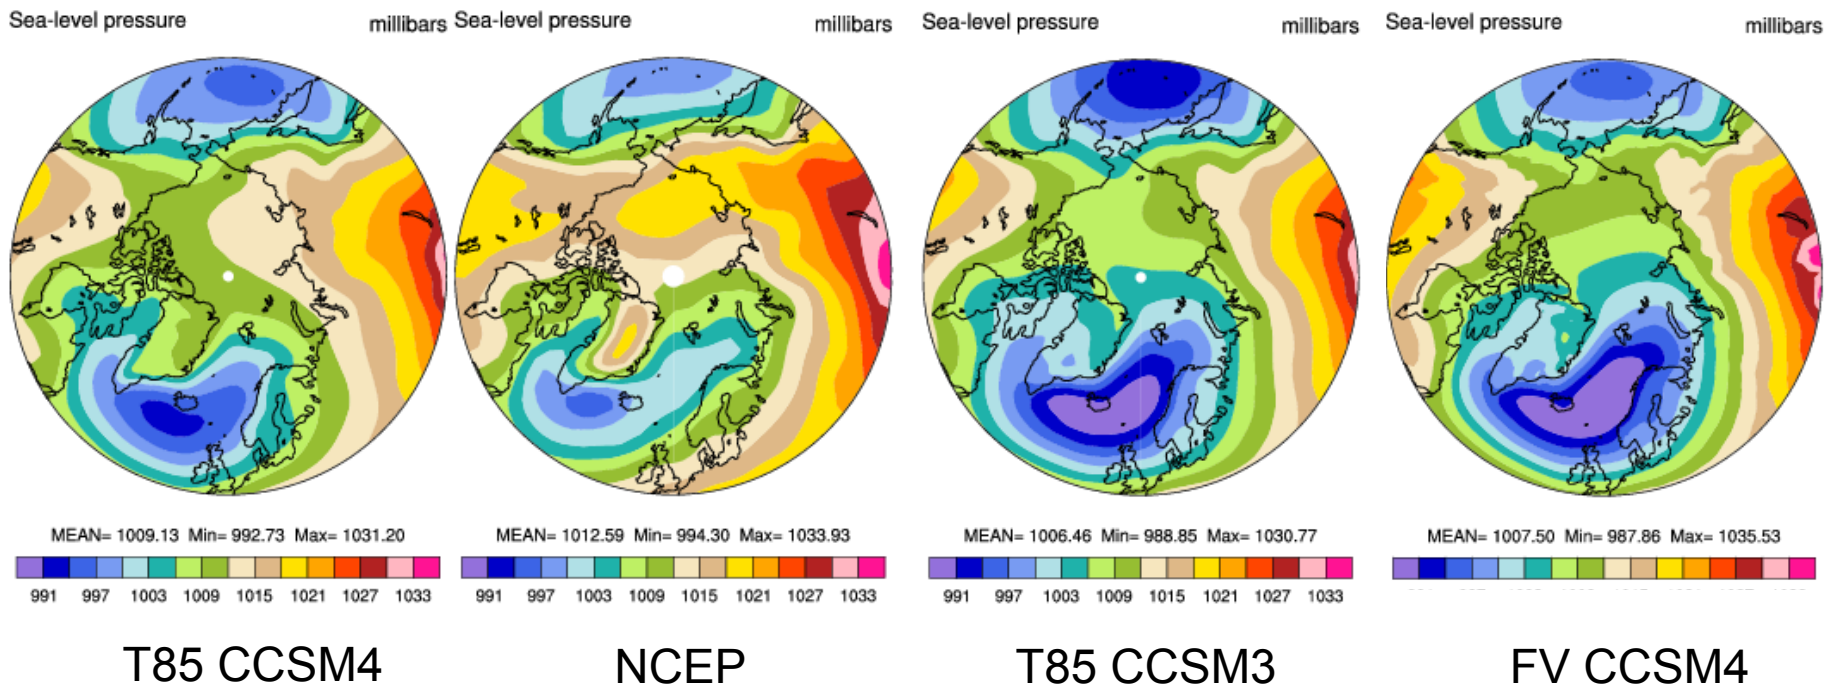 Sea-level pressure millibars Sea-level pressure millibars Sea-level pressure millibars Sea-level pressure millibars
MEAN= 1009.13 Min= 992.73 Max= 1031.20 MEAN= 1012.59 Min= 994.30 Max= 1033.93 MEAN= 1006.46 Min= 988.85 Max= 1030.77 MEAN= 1007.50 Min= 987.86 Max= 1035.53
991 997 1003 1009 1015 1021 1027 1033 991 997 1003 1009 1015 1021 1027 1033 991 997 1003 1009 1015 1021 1027 1033
T85 CCSM4 NCEP T85 CCSM3 FV CCSM4